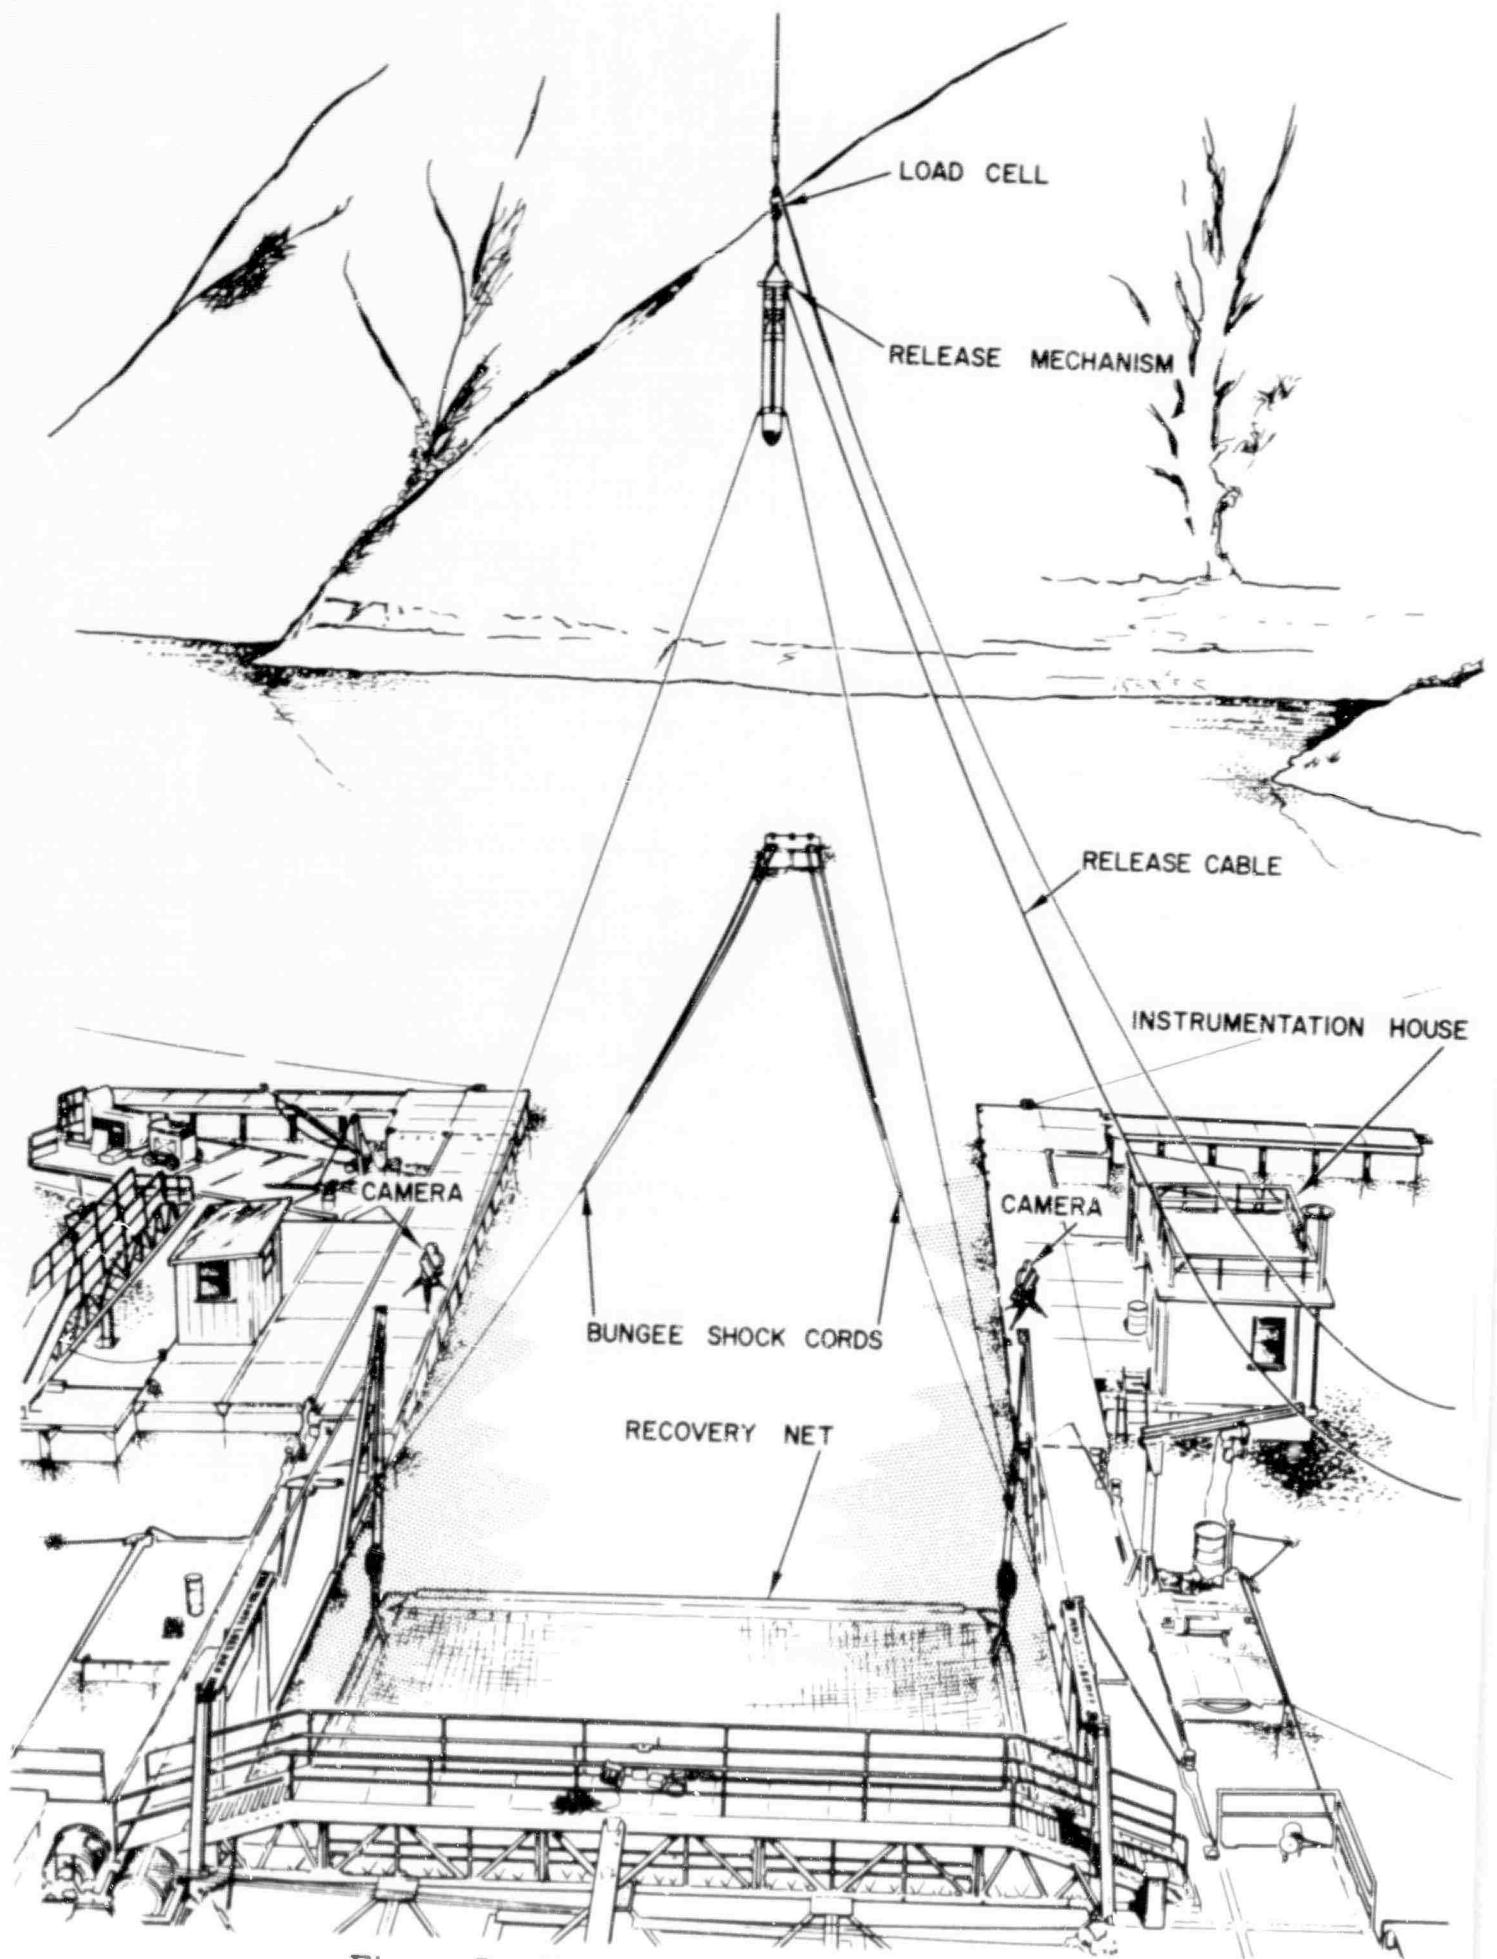 LOAD CELL
RELEASE MECHANISM
RELEASE CABLE
INSTRUMENTATION HOUSE
CAMERA
CAMERA
BUNGEE SHOCK CORDS
RECOVERY NET